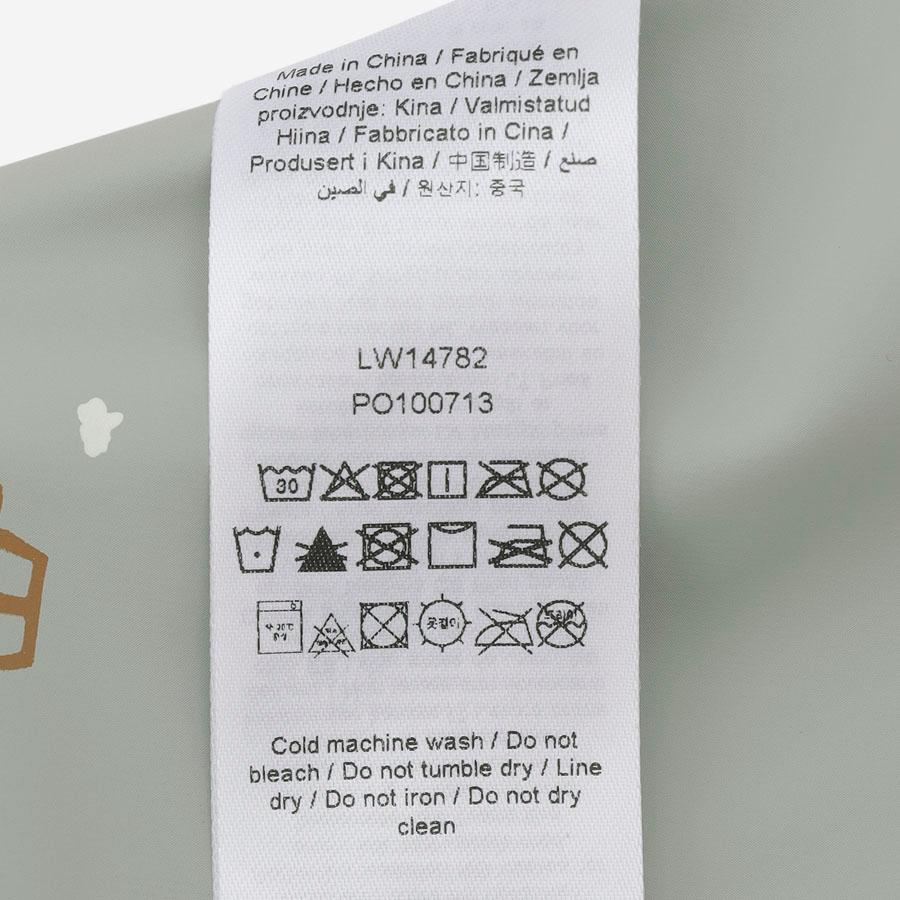 Made in China / Fabriqué en
Chine / Hecho en China / Zemlja
proizvodnje: Kina / Valmistatud
Hiina / Fabbricato in Cina /
Produsert i Kina / 中国制造 / صنع
في الصين / 원산지: 중국
LW14782
PO100713
30
Cold machine wash / Do not
bleach / Do not tumble dry / Line
dry / Do not iron / Do not dry
clean